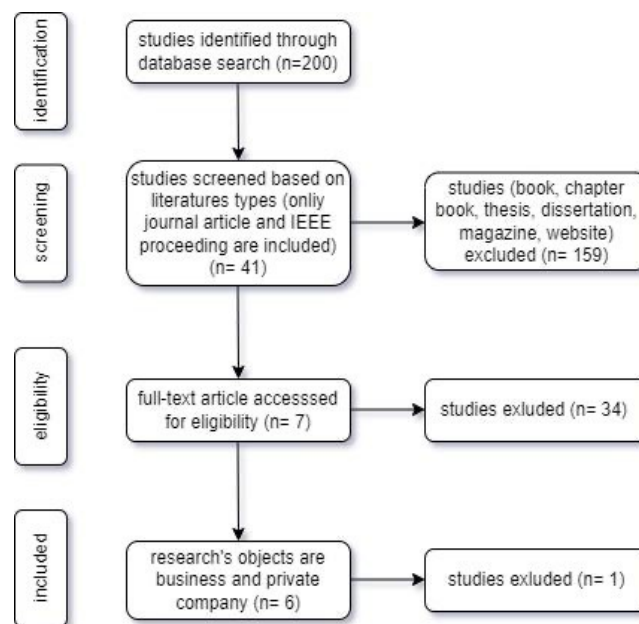 identification
studies identified through
database search (n=200)
screening
studies screened based on
literatures types (onliy
journal article and IEEE
proceeding are included)
(n= 41)
studies (book, chapter
book, thesis, dissertation,
magazine, website)
excluded (n= 159)
eligibility
full-text article accesssed
for eligibility (n= 7)
studies exluded (n= 34)
included
research's objects are
business and private
company (n= 6)
studies exluded (n= 1)